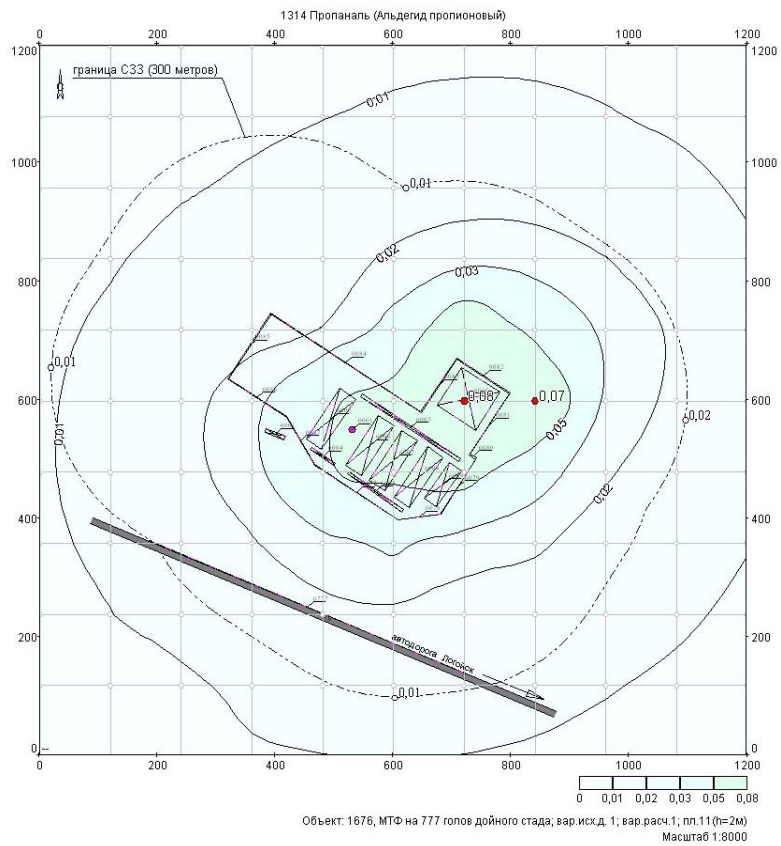 1314 Пропаналь (Альдегид пропионовый)
0 200 400 600 800 1000 1200
1200 1200
граница СЗЗ (300 метров)
С
0,01
1000 1000
0,01
0,02
800 800
0,03
0,01
600 0,08 0,07 600
0,02
0,01
0,05
0,02
400 400
200 200
автодорога Логойск
0,01
0 0
0 200 400 600 800 1000 1200
0 0,01 0,02 0,03 0,05 0,08
Объект: 1676, МТФ на 777 голов дойного стада; вар.исх.д. 1; вар.расч.1; пл.11(h=2м)
Масштаб 1:8000